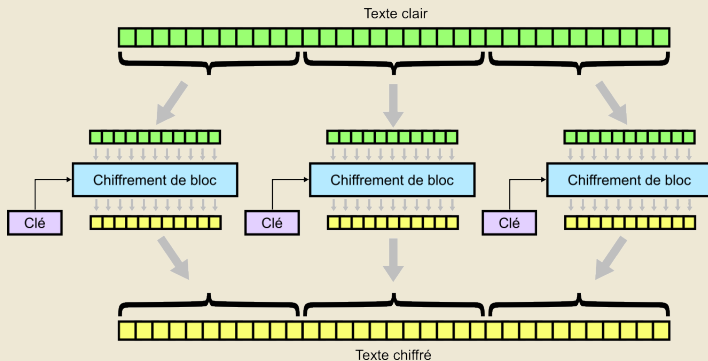 Texte clair
Chiffrement de bloc
Chiffrement de bloc
Chiffrement de bloc
Clé
Clé
Clé
Texte chiffré